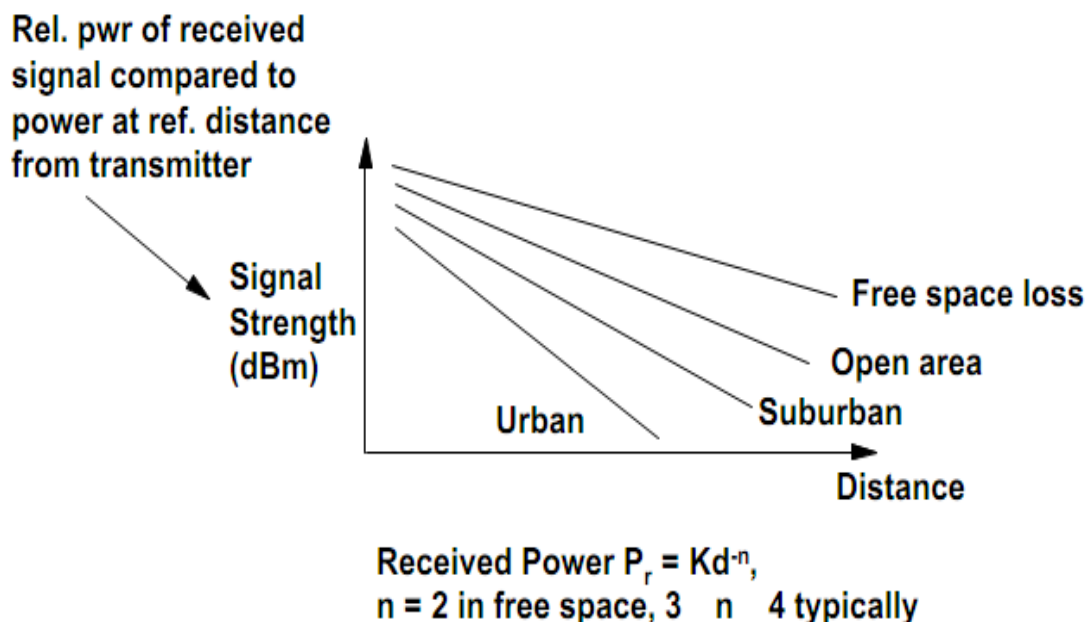 Rel. pwr of received
signal compared to
power at ref. distance
from transmitter
Signal
Strength
(dBm)
Free space loss
Open area
Suburban
Urban
Distance
Received Power Pr = Kd-n,
n = 2 in free space, 3 n 4 typically